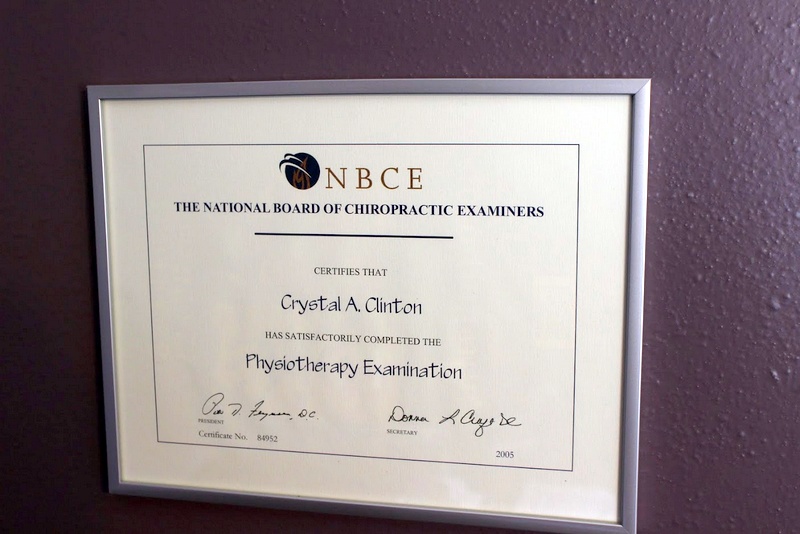 NBCE
THE NATIONAL BOARD OF CHIROPRACTIC EXAMINERS
CERTIFIES THAT
Crystal A. Clinton
HAS SATISFACTORILY COMPLETED THE
Physiotherapy Examination
D.C.
Donna L
PRESIDENT
SECRETARY
Certificate No. 84952
2005